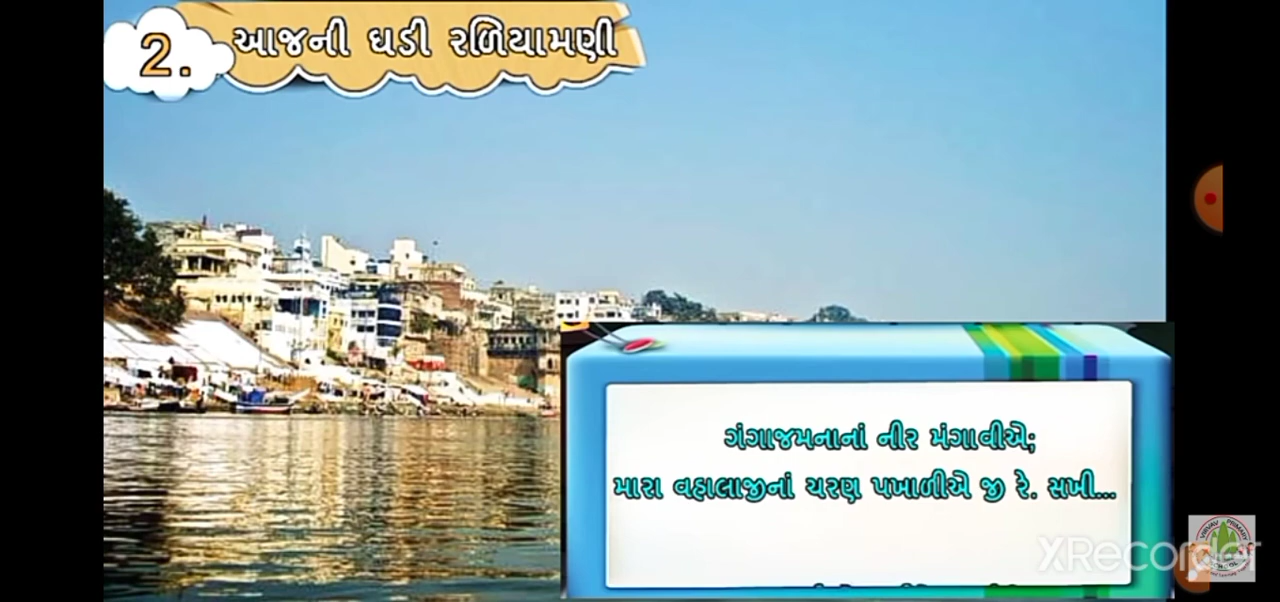 2. આજની ઘડી રળિયામણી
ગંગાજમનાનાં નીર મંગાવીએ;
મારા વહાલાજીનાં ચરણ પખાળીએ જી રે. સખી...
XRecorder